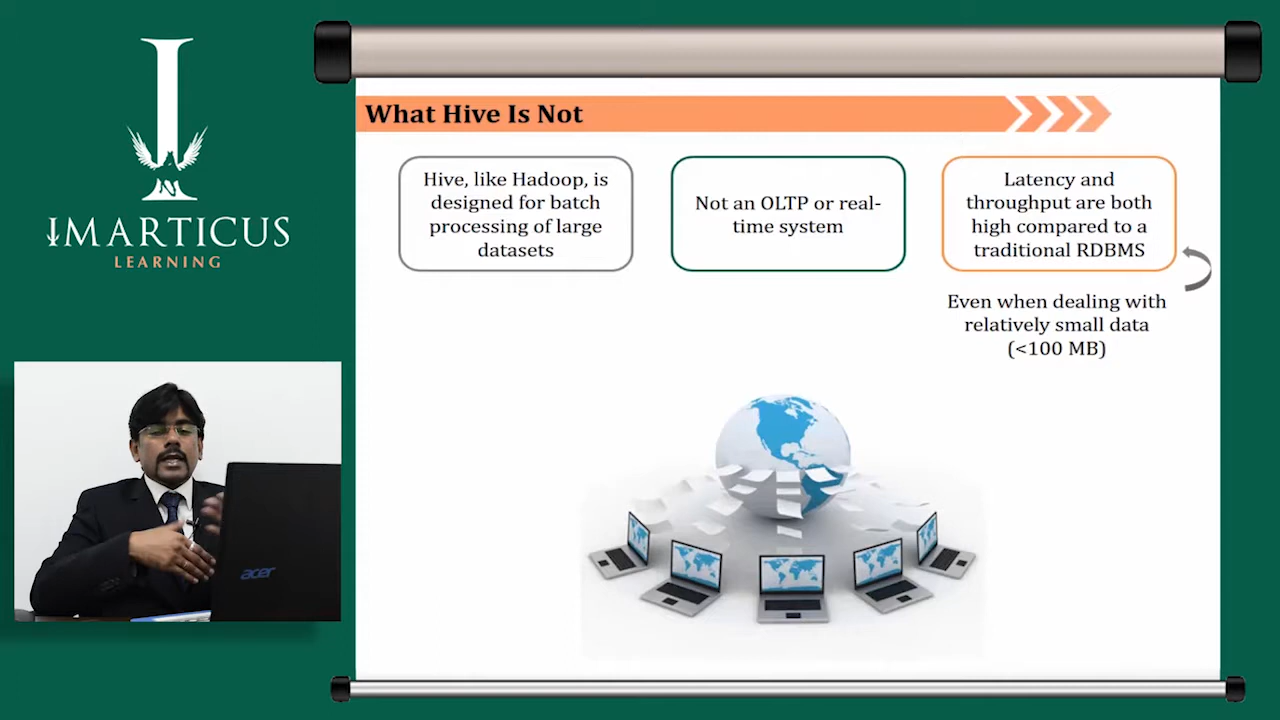 IMARTICUS
LEARNING
What Hive Is Not
Hive, like Hadoop, is
designed for batch
processing of large
datasets
Not an OLTP or real-
time system
Latency and
throughput are both
high compared to a
traditional RDBMS
Even when dealing with
relatively small data
(<100 MB)
acer